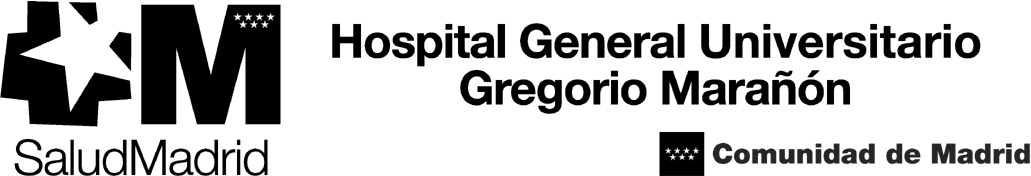 M
SaludMadrid
Hospital General Universitario
Gregorio Marañón
Comunidad de Madrid